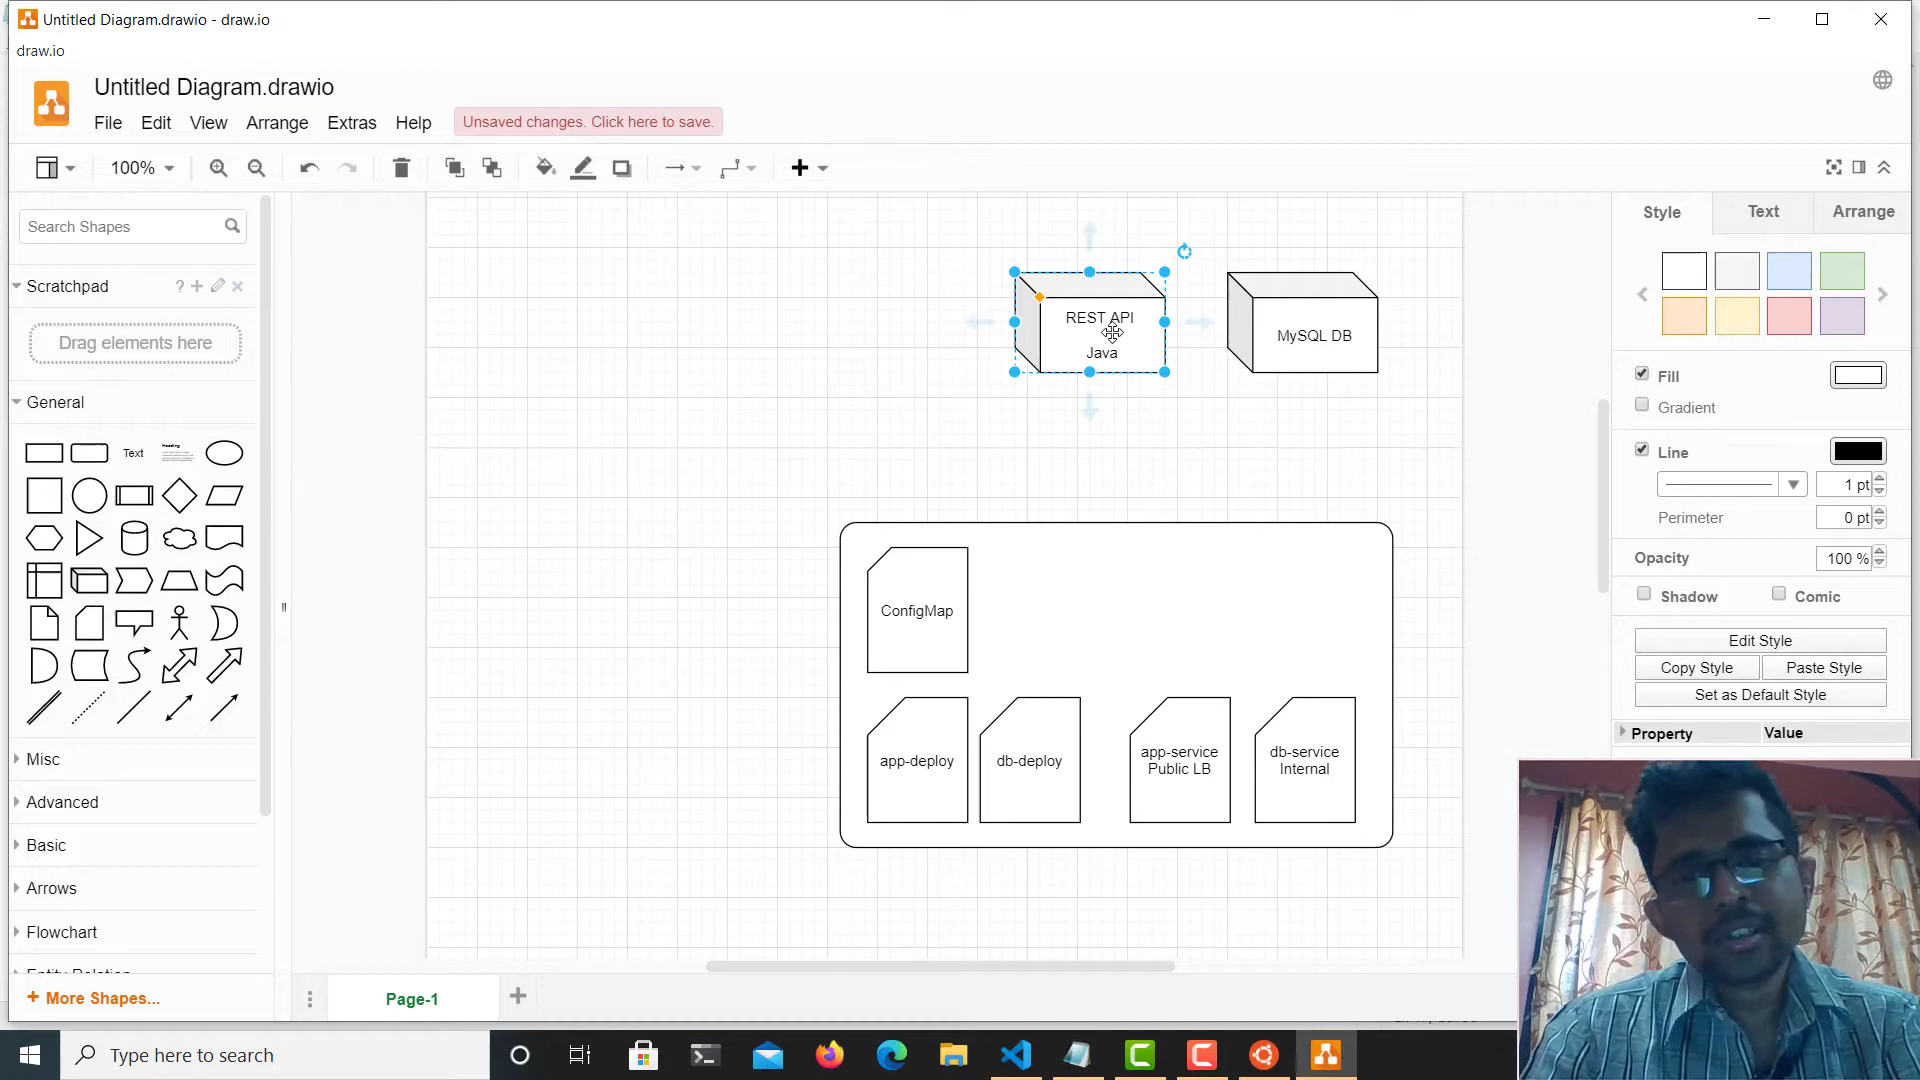 Untitled Diagram.drawio - draw.io
draw.io
Untitled Diagram.drawio
File Edit View Arrange Extras Help
Unsaved changes. Click here to save.
100%
Search Shapes
Scratchpad
?
Drag elements here
General
Text
Heading
Misc
Advanced
Basic
Arrows
Flowchart
Entity Relation
+ More Shapes...
REST API
Java
MySQL DB
ConfigMap
app-deploy
db-deploy
app-service
Public LB
db-service
Internal
Page-1
Style Text Arrange
Fill
Gradient
Line
1 pt
Perimeter
0 pt
Opacity
100 %
Shadow
Comic
Edit Style
Copy Style
Paste Style
Set as Default Style
Property
Value
Type here to search